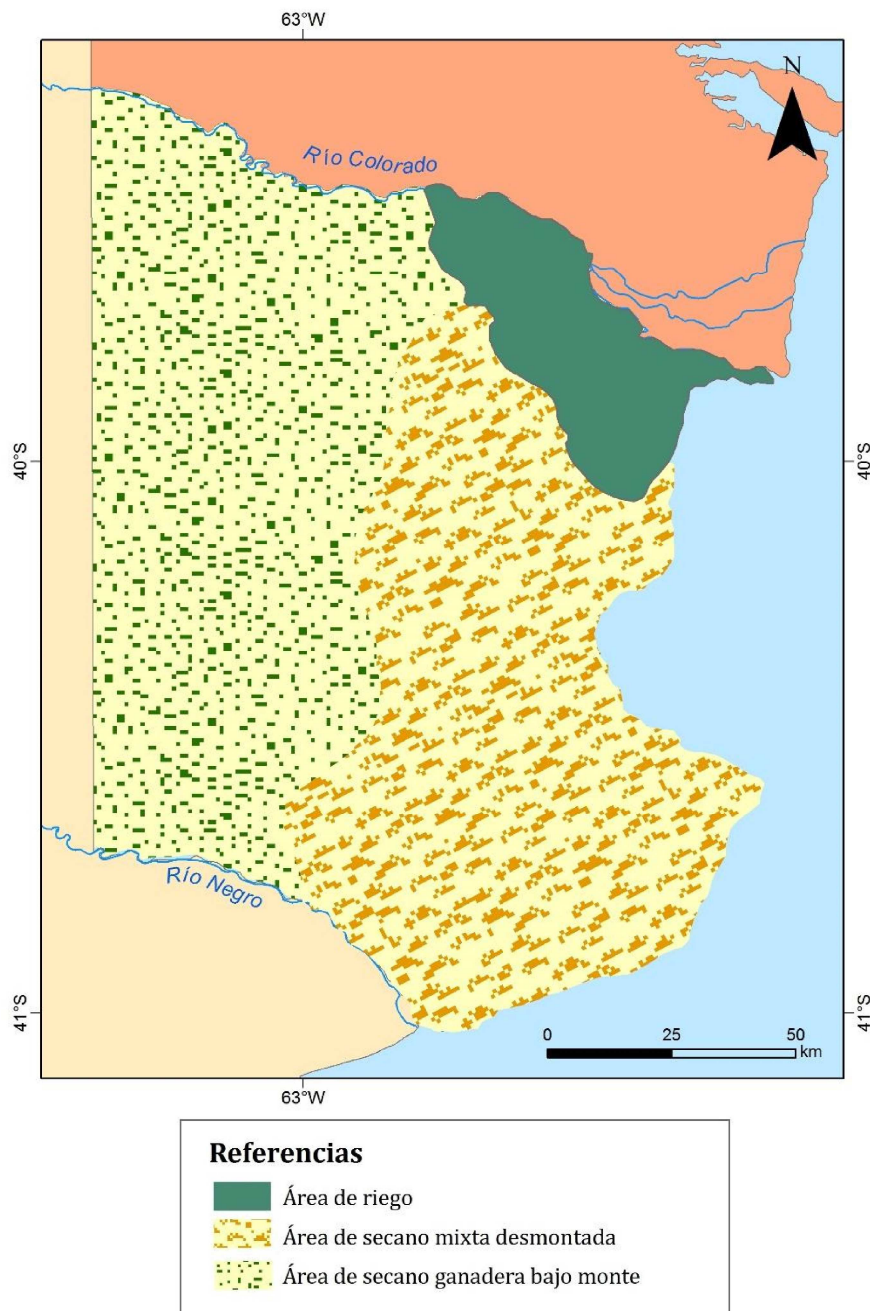 63°W
N
Río Colorado
40°S
40°S
Río Negro
41°S
41°S
0 25 50
km
63°W
Referencias
Área de riego
Área de secano mixta desmontada
Área de secano ganadera bajo monte